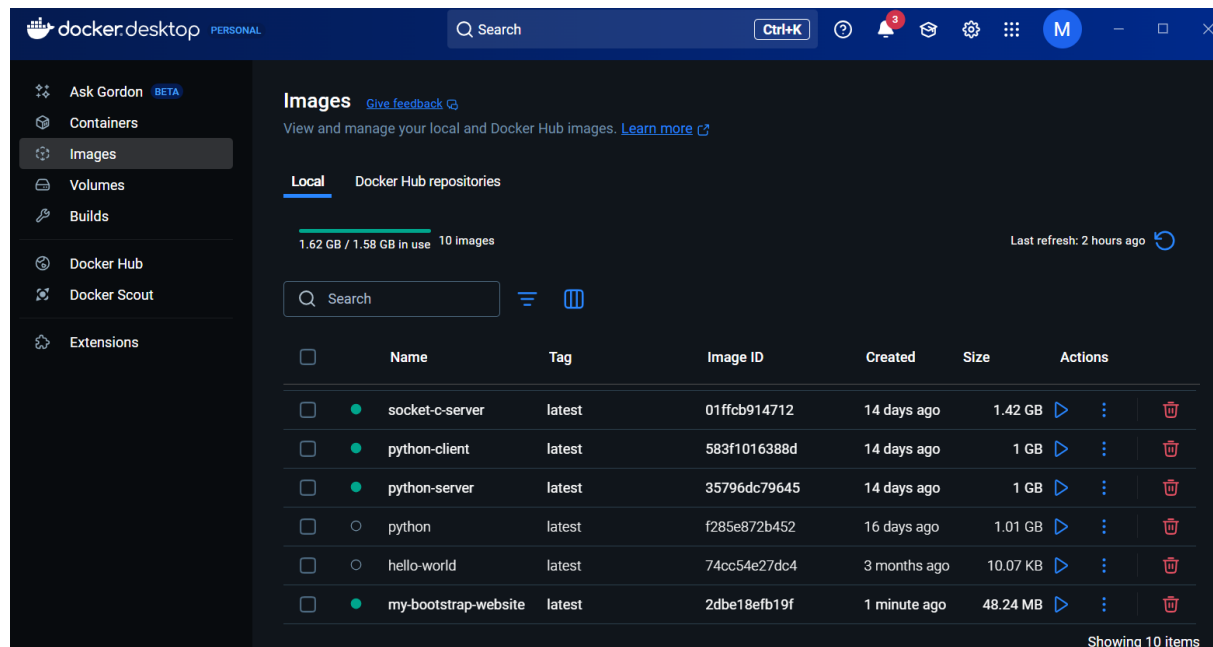 docker.desktop PERSONAL Search Ctrl+K 3 M
Ask Gordon BETA
Containers
Images
Volumes
Builds
Docker Hub
Docker Scout
Extensions
Images Give feedback
View and manage your local and Docker Hub images. Learn more
Local Docker Hub repositories
1.62 GB / 1.58 GB in use 10 images Last refresh: 2 hours ago
Search
Name Tag Image ID Created Size Actions
socket-c-server latest 01ffcb914712 14 days ago 1.42 GB
python-client latest 583f1016388d 14 days ago 1 GB
python-server latest 35796dc79645 14 days ago 1 GB
python latest f285e872b452 16 days ago 1.01 GB
hello-world latest 74cc54e27dc4 3 months ago 10.07 KB
my-bootstrap-website latest 2dbe18efb19f 1 minute ago 48.24 MB
Showing 10 items